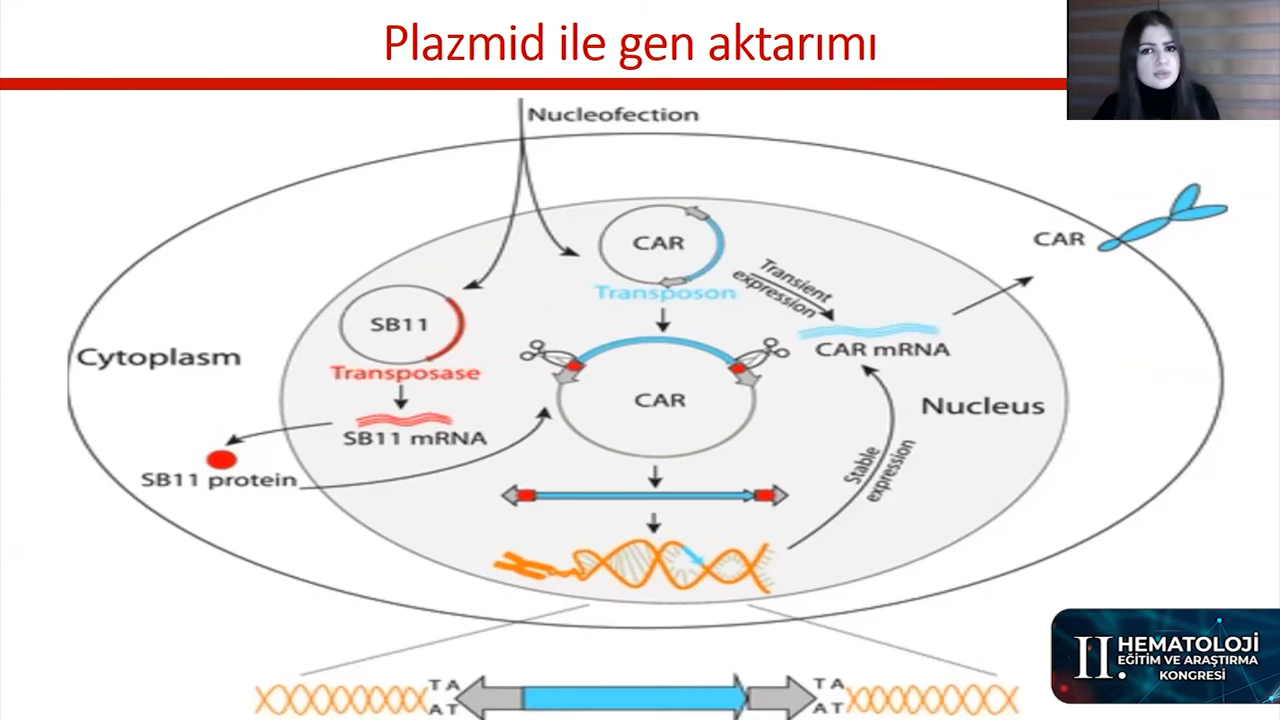 Plazmid ile gen aktarımı
Nucleofection
CAR
Transposon
Transient
expression
CAR
SB11
Transposase
Cytoplasm
CAR mRNA
CAR
Nucleus
SB11 mRNA
SB11 protein
Stable
expression
TA
AT
TA
AT
II. HEMATOLOJİ
EĞİTİM VE ARAŞTIRMA
KONGRESİ